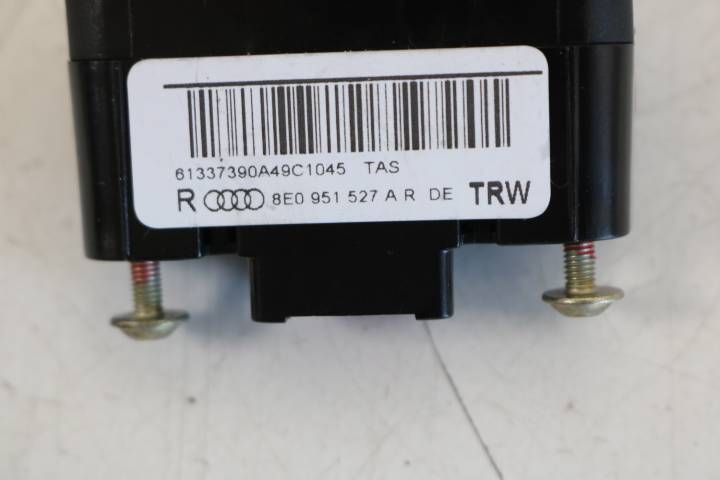 61337390A49C1045 TAS
R 8E0 951 527 A R DE TRW